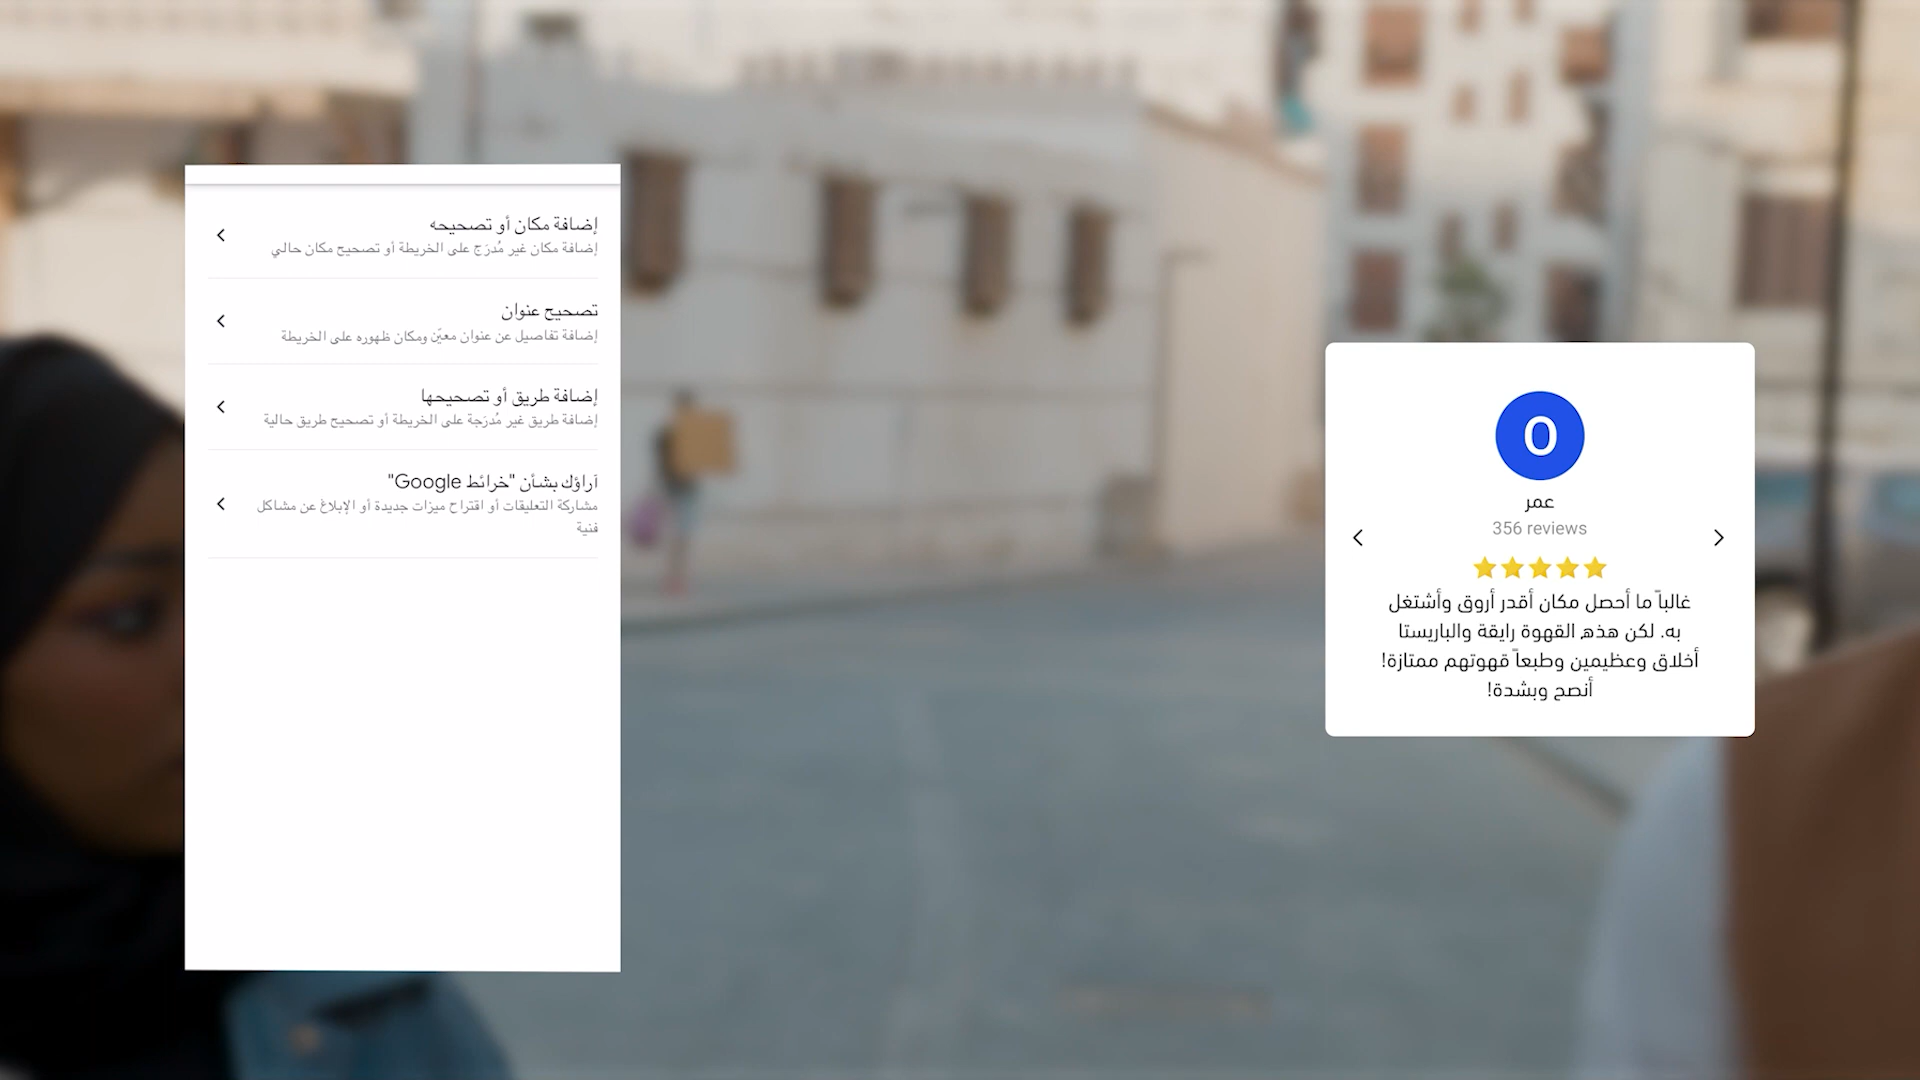 إضافة مكان أو تصحيحه
إضافة مكان غير مُدرَج على الخريطة أو تصحيح مكان حالي
تصحيح عنوان
إضافة تفاصيل عن عنوان معيّن ومكان ظهوره على الخريطة
إضافة طريق أو تصحيحها
إضافة طريق غير مُدرَجة على الخريطة أو تصحيح طريق حالية
آراؤك بشأن "خرائط Google"
مشاركة التعليقات أو اقتراح ميزات جديدة أو الإبلاغ عن مشاكل
فنية
O
عمر
356 reviews
غالباً ما أحصل مكان أقدر أروق وأشتغل
به. لكن هذه القهوة رايقة والباريستا
أخلاق وعظيمين وطبعاً قهوتهم ممتازة!
أنصح وبشدة!